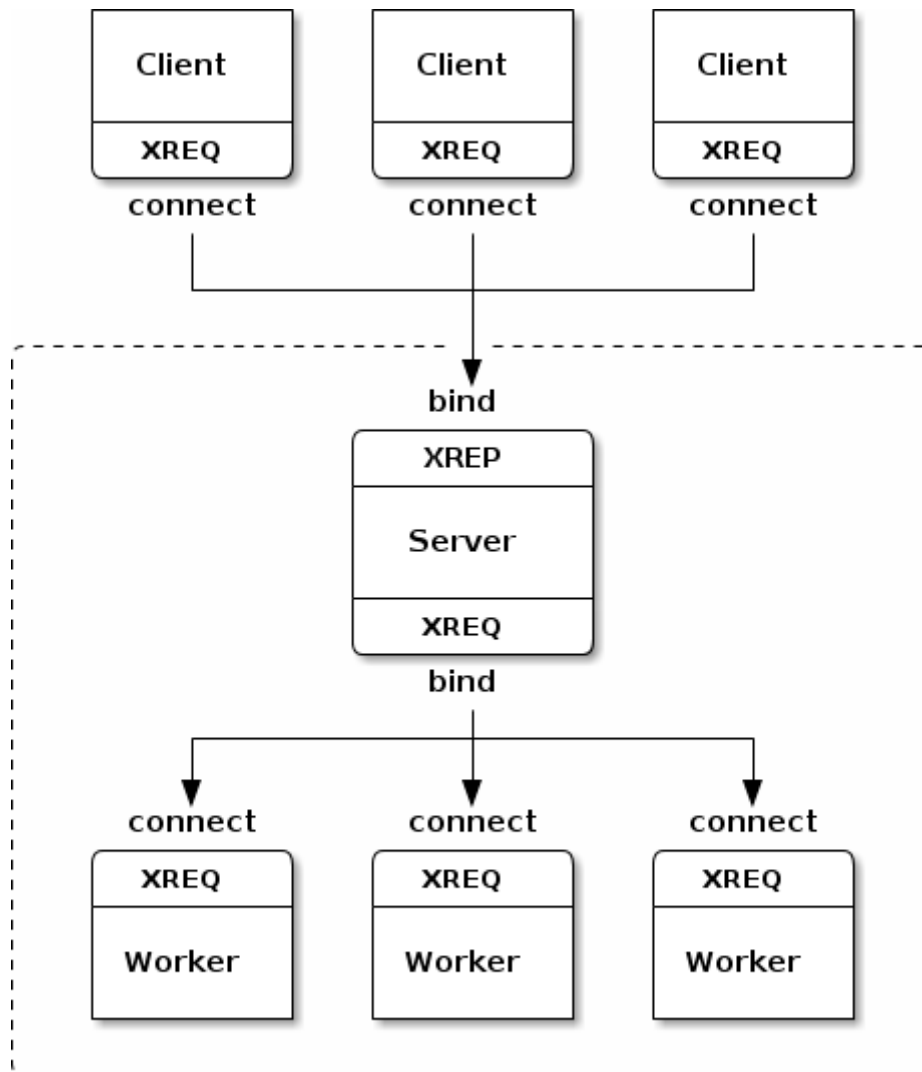 Client Client Client
XREQ XREQ XREQ
connect connect connect
bind
XREP
Server
XREQ
bind
connect connect connect
XREQ XREQ XREQ
Worker Worker Worker